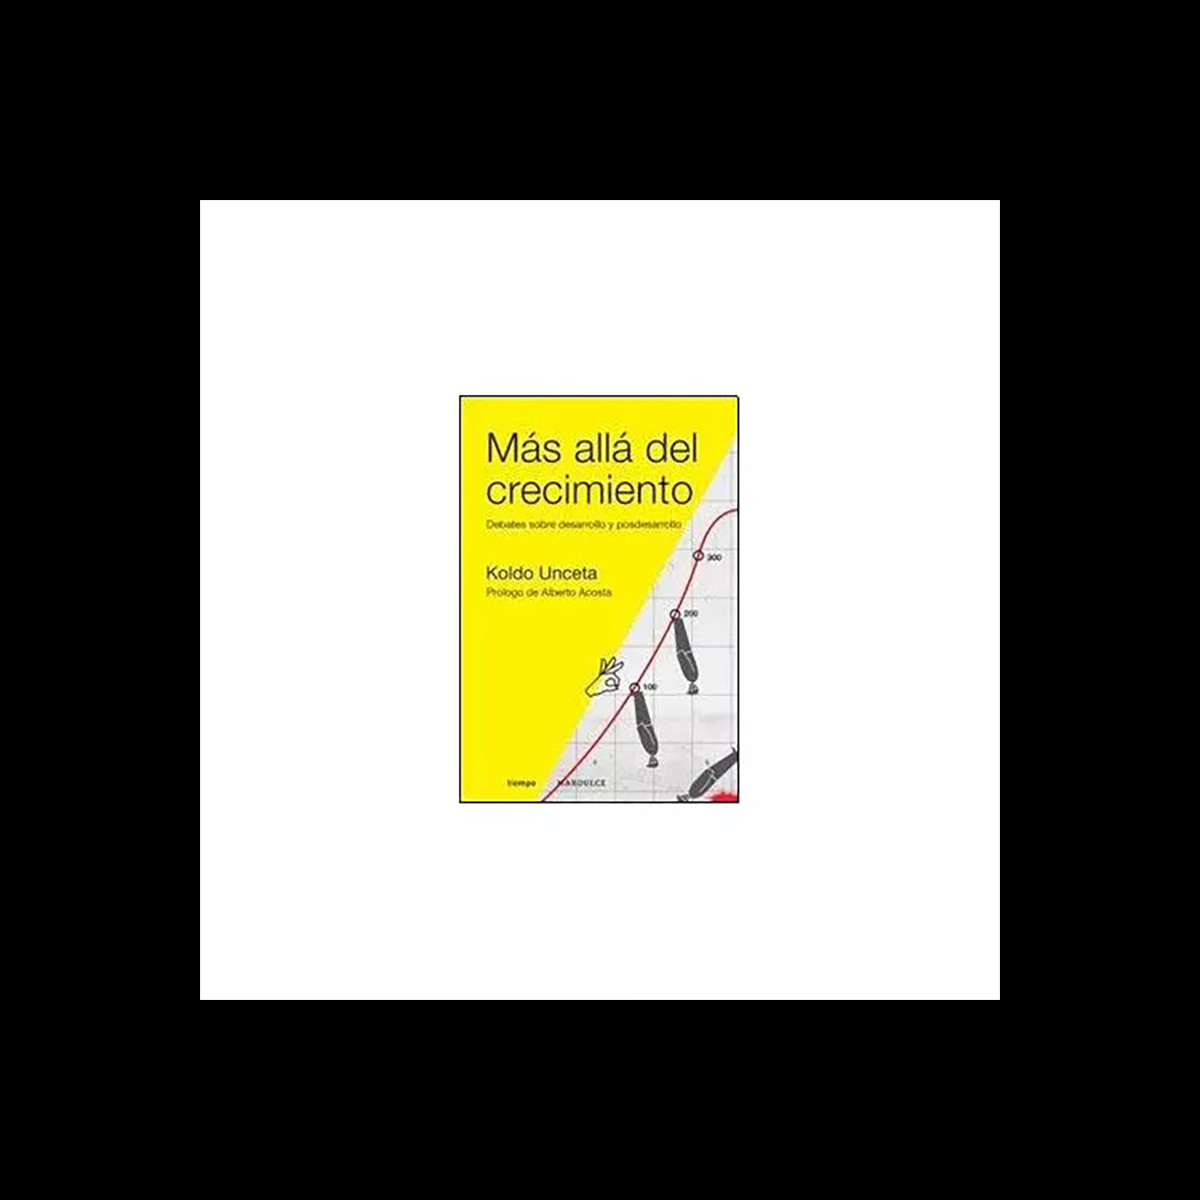 Más allá del
crecimiento
Debates sobre desarrollo y posdesarrollo
Koldo Unceta
Prólogo de Alberto Acosta
300
200
100
tiempo
MARDULCE